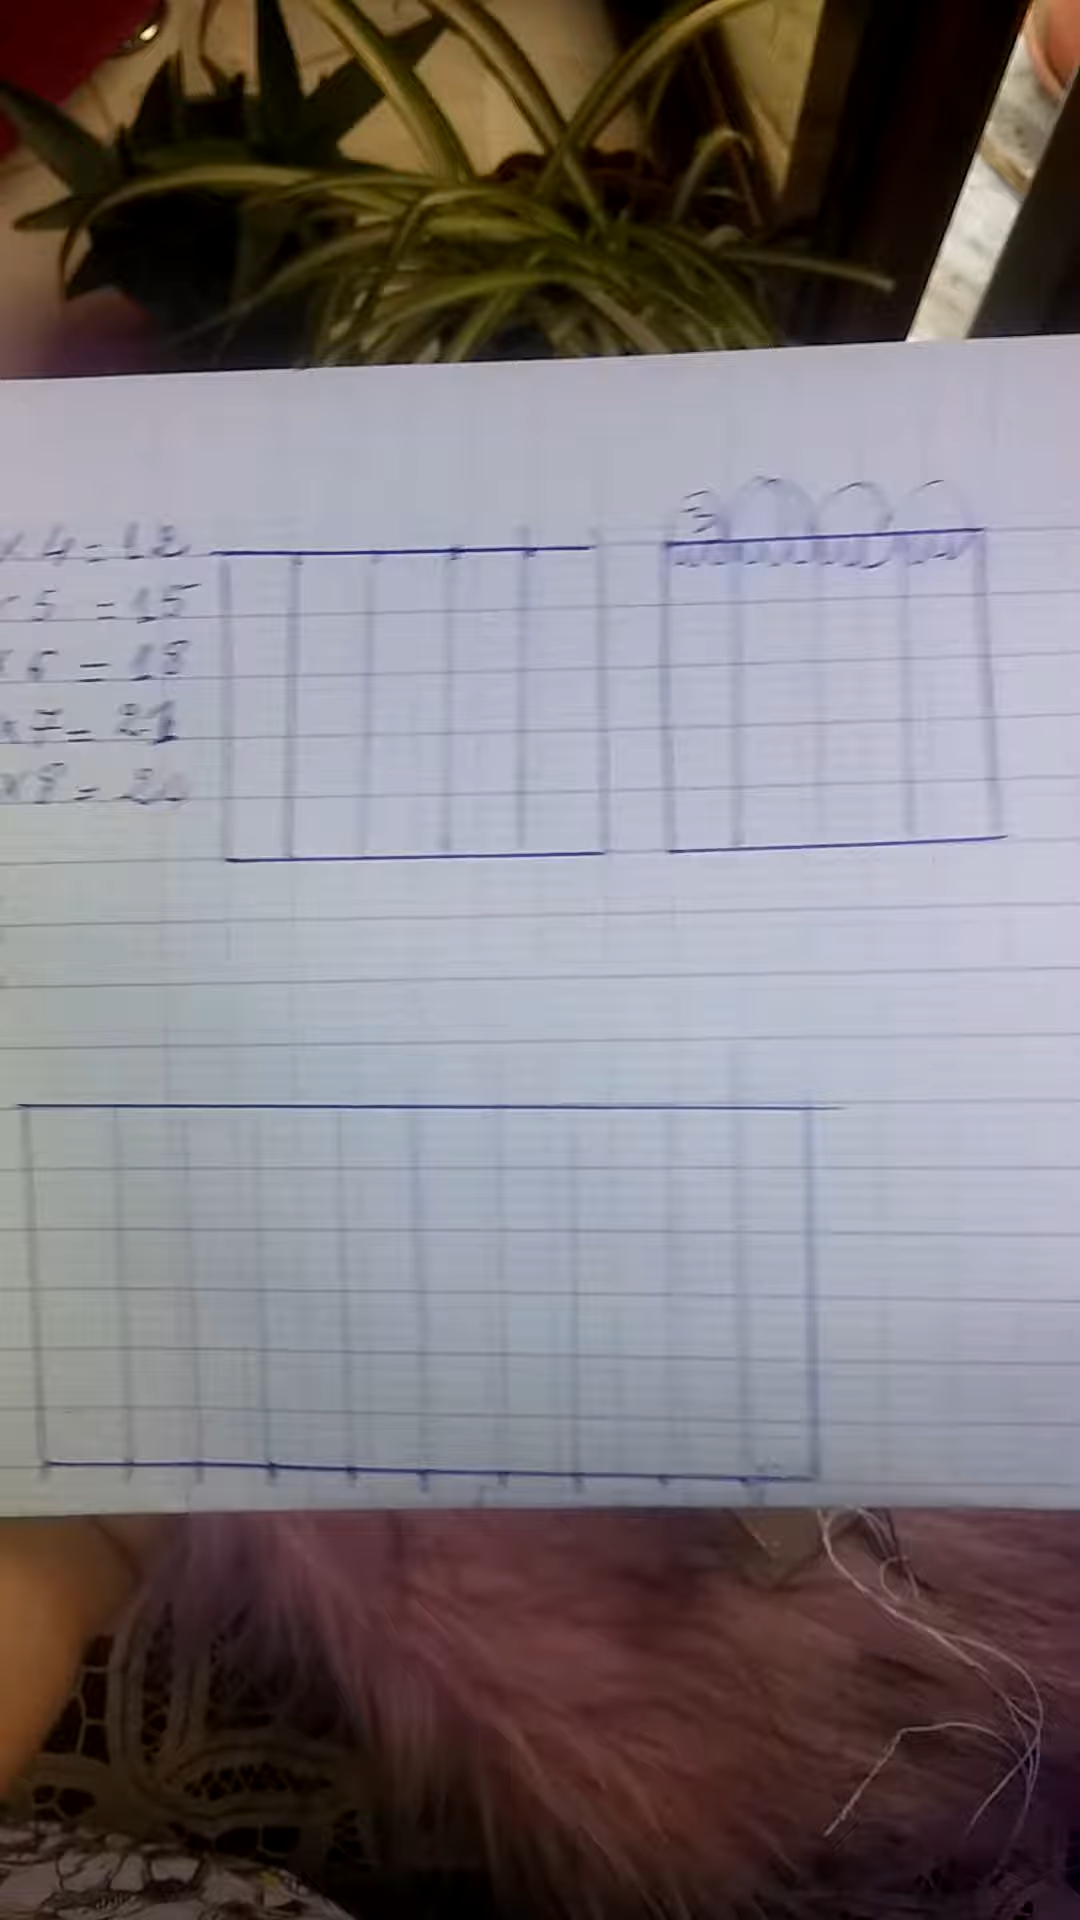 x 4 = 12
x 5 = 15
x 6 = 18
x 7 = 21
x 8 = 24
3